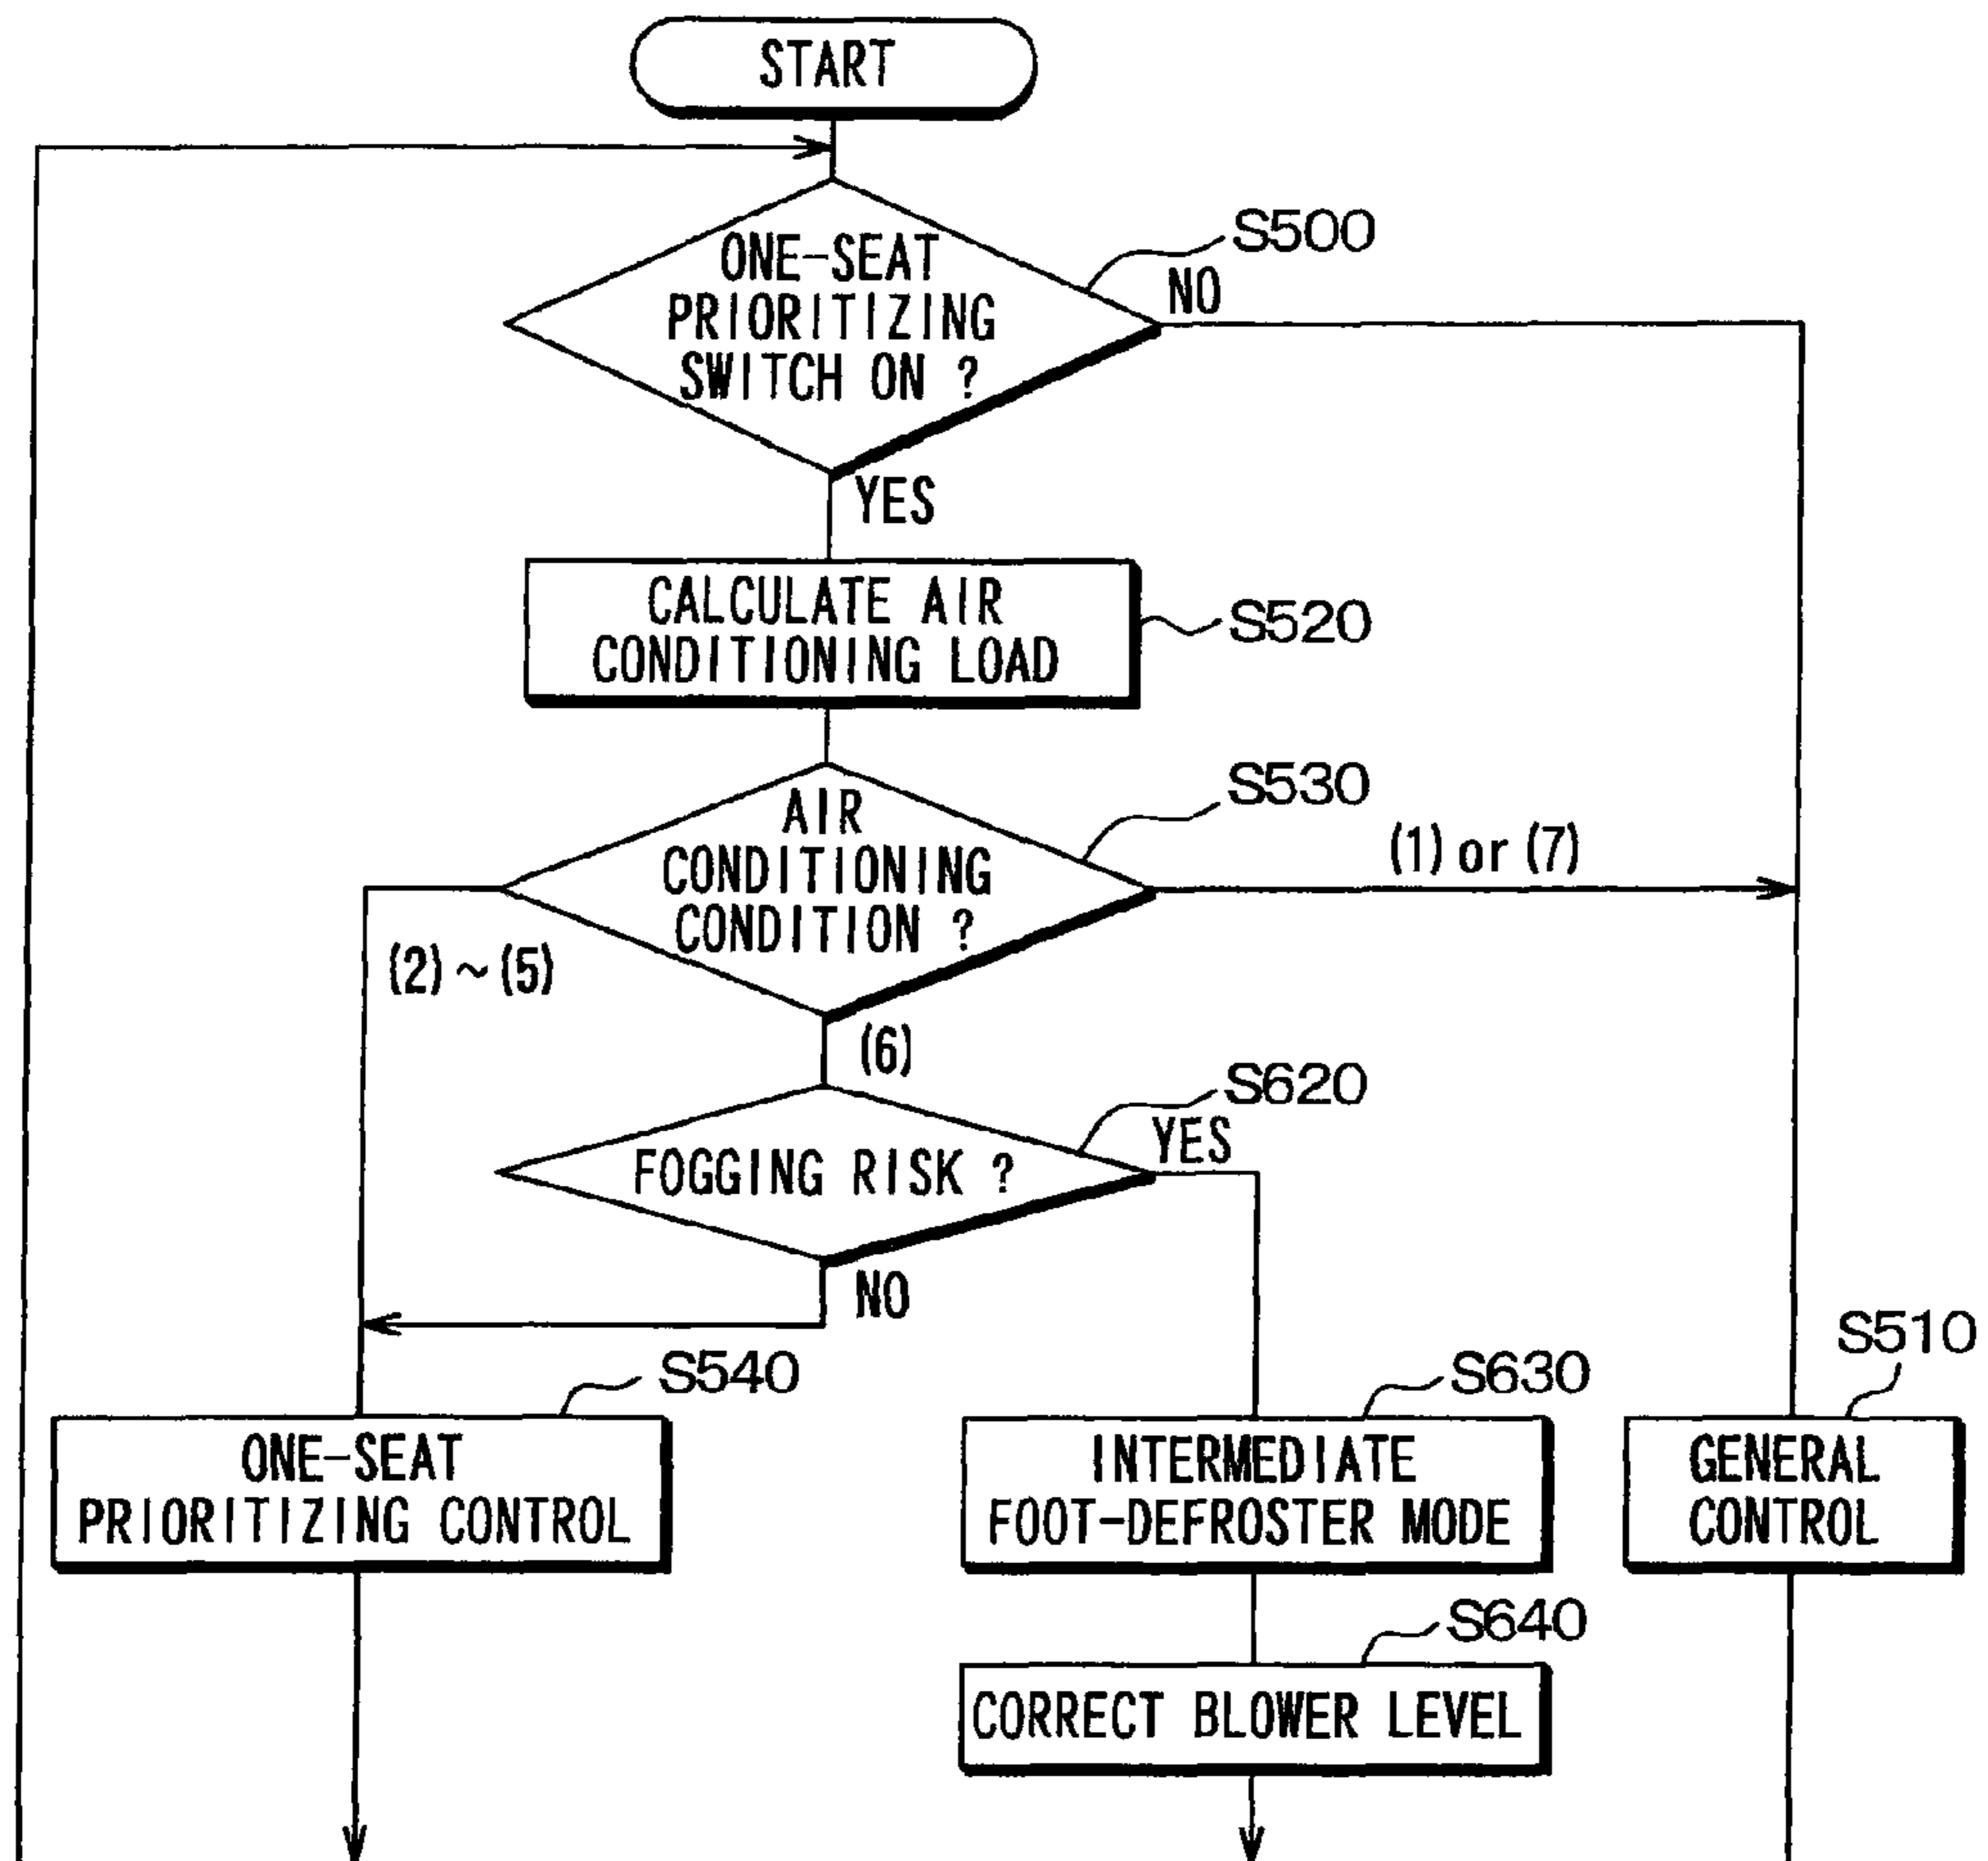 START
S500
ONE-SEAT
PRIORITIZING
SWITCH ON ?
NO
YES
CALCULATE AIR
CONDITIONING LOAD
S520
S530
AIR
CONDITIONING
CONDITION ?
(1) or (7)
(2) ~ (5)
(6)
S620
FOGGING RISK ?
YES
NO
S540
ONE-SEAT
PRIORITIZING CONTROL
S630
INTERMEDIATE
FOOT-DEFROSTER MODE
S510
GENERAL
CONTROL
S640
CORRECT BLOWER LEVEL